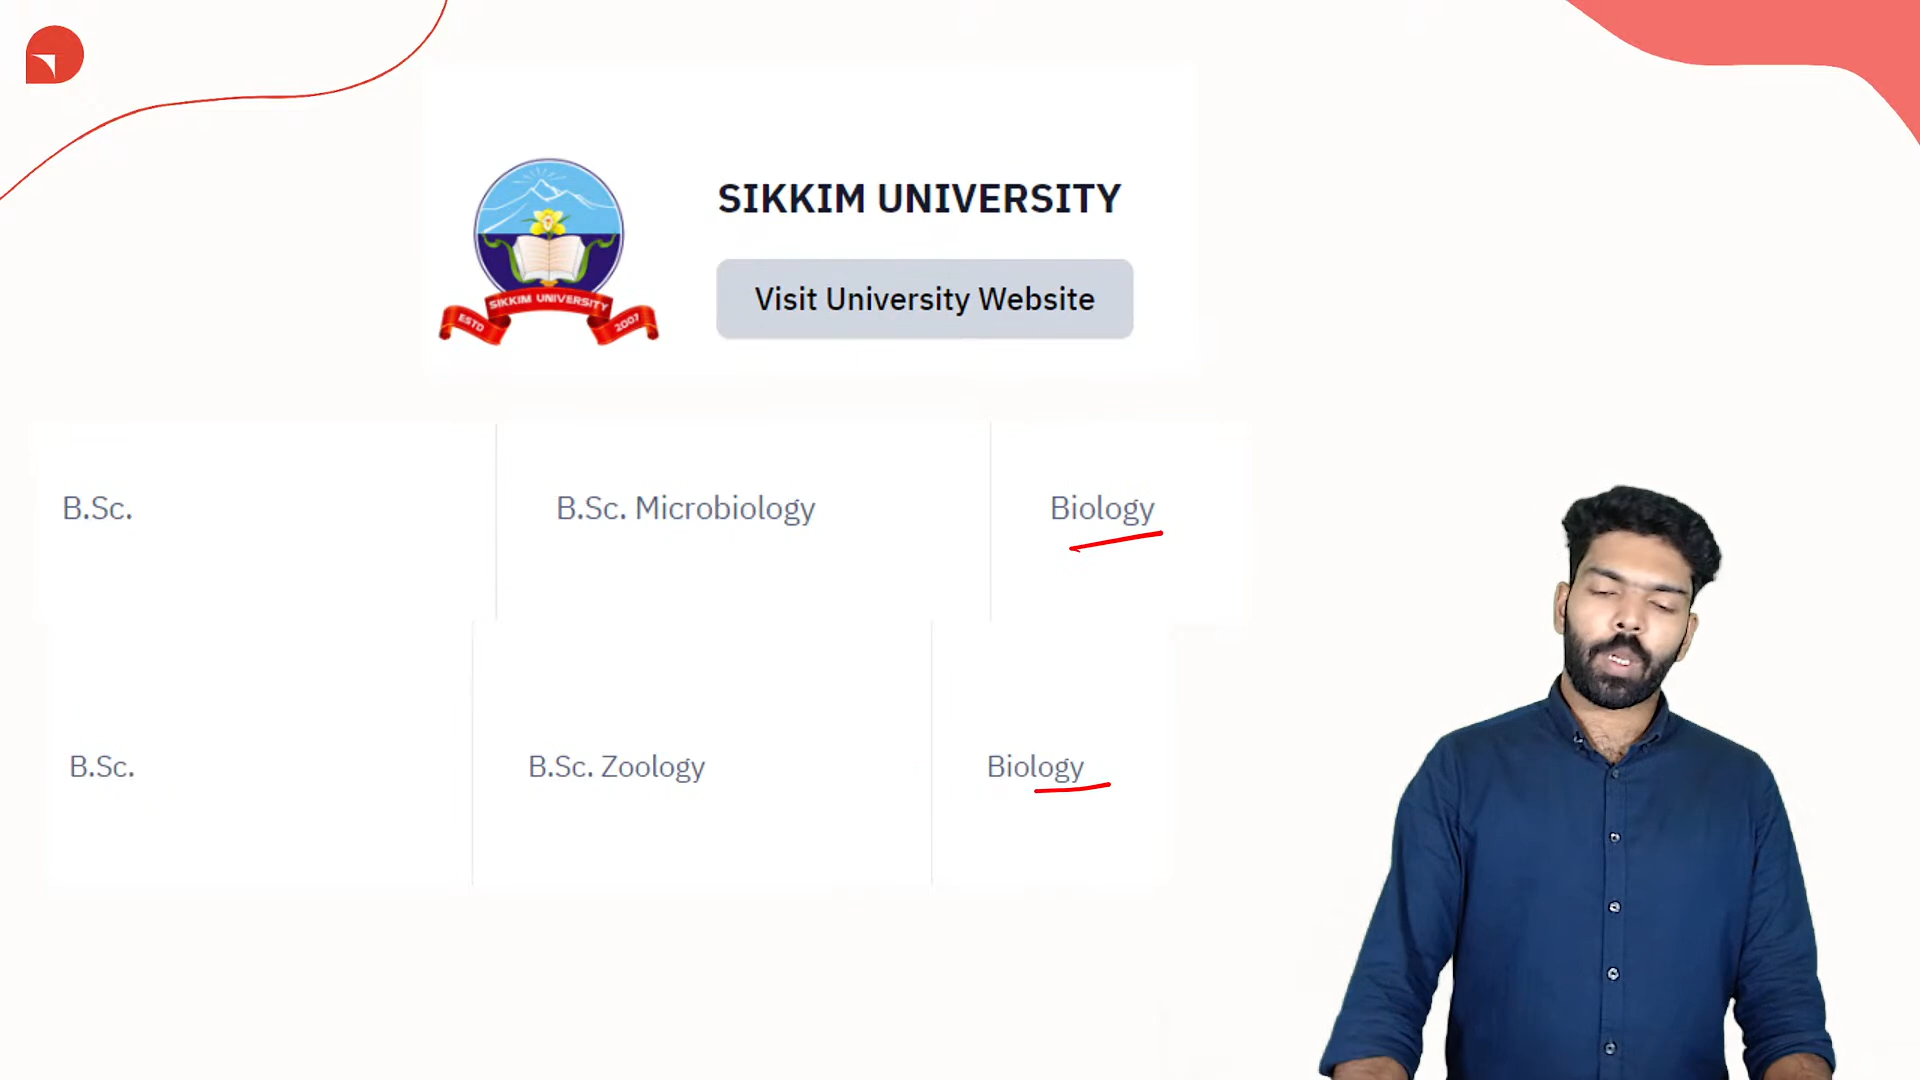 SIKKIM UNIVERSITY
Visit University Website
SIKKIM UNIVERSITY
ESTD 2007
B.Sc. B.Sc. Microbiology Biology
B.Sc. B.Sc. Zoology Biology